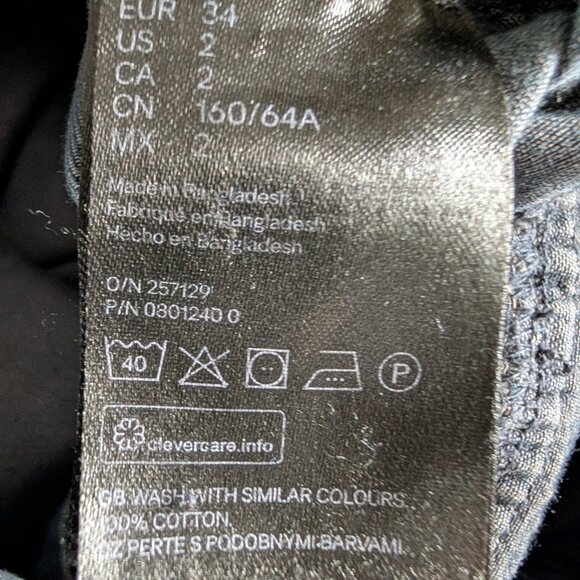 EUR 34
US 2
CA 2
CN 160/64A
MX 2
Made in Bangladesh
Fabriqué en Bangladesh
Hecho en Bangladesh
O/N 257129
P/N 0801240 0
40
P
clevercare.info
GB WASH WITH SIMILAR COLOURS.
100% COTTON.
CZ PERTE S PODOBNÝMI BARVAMI.